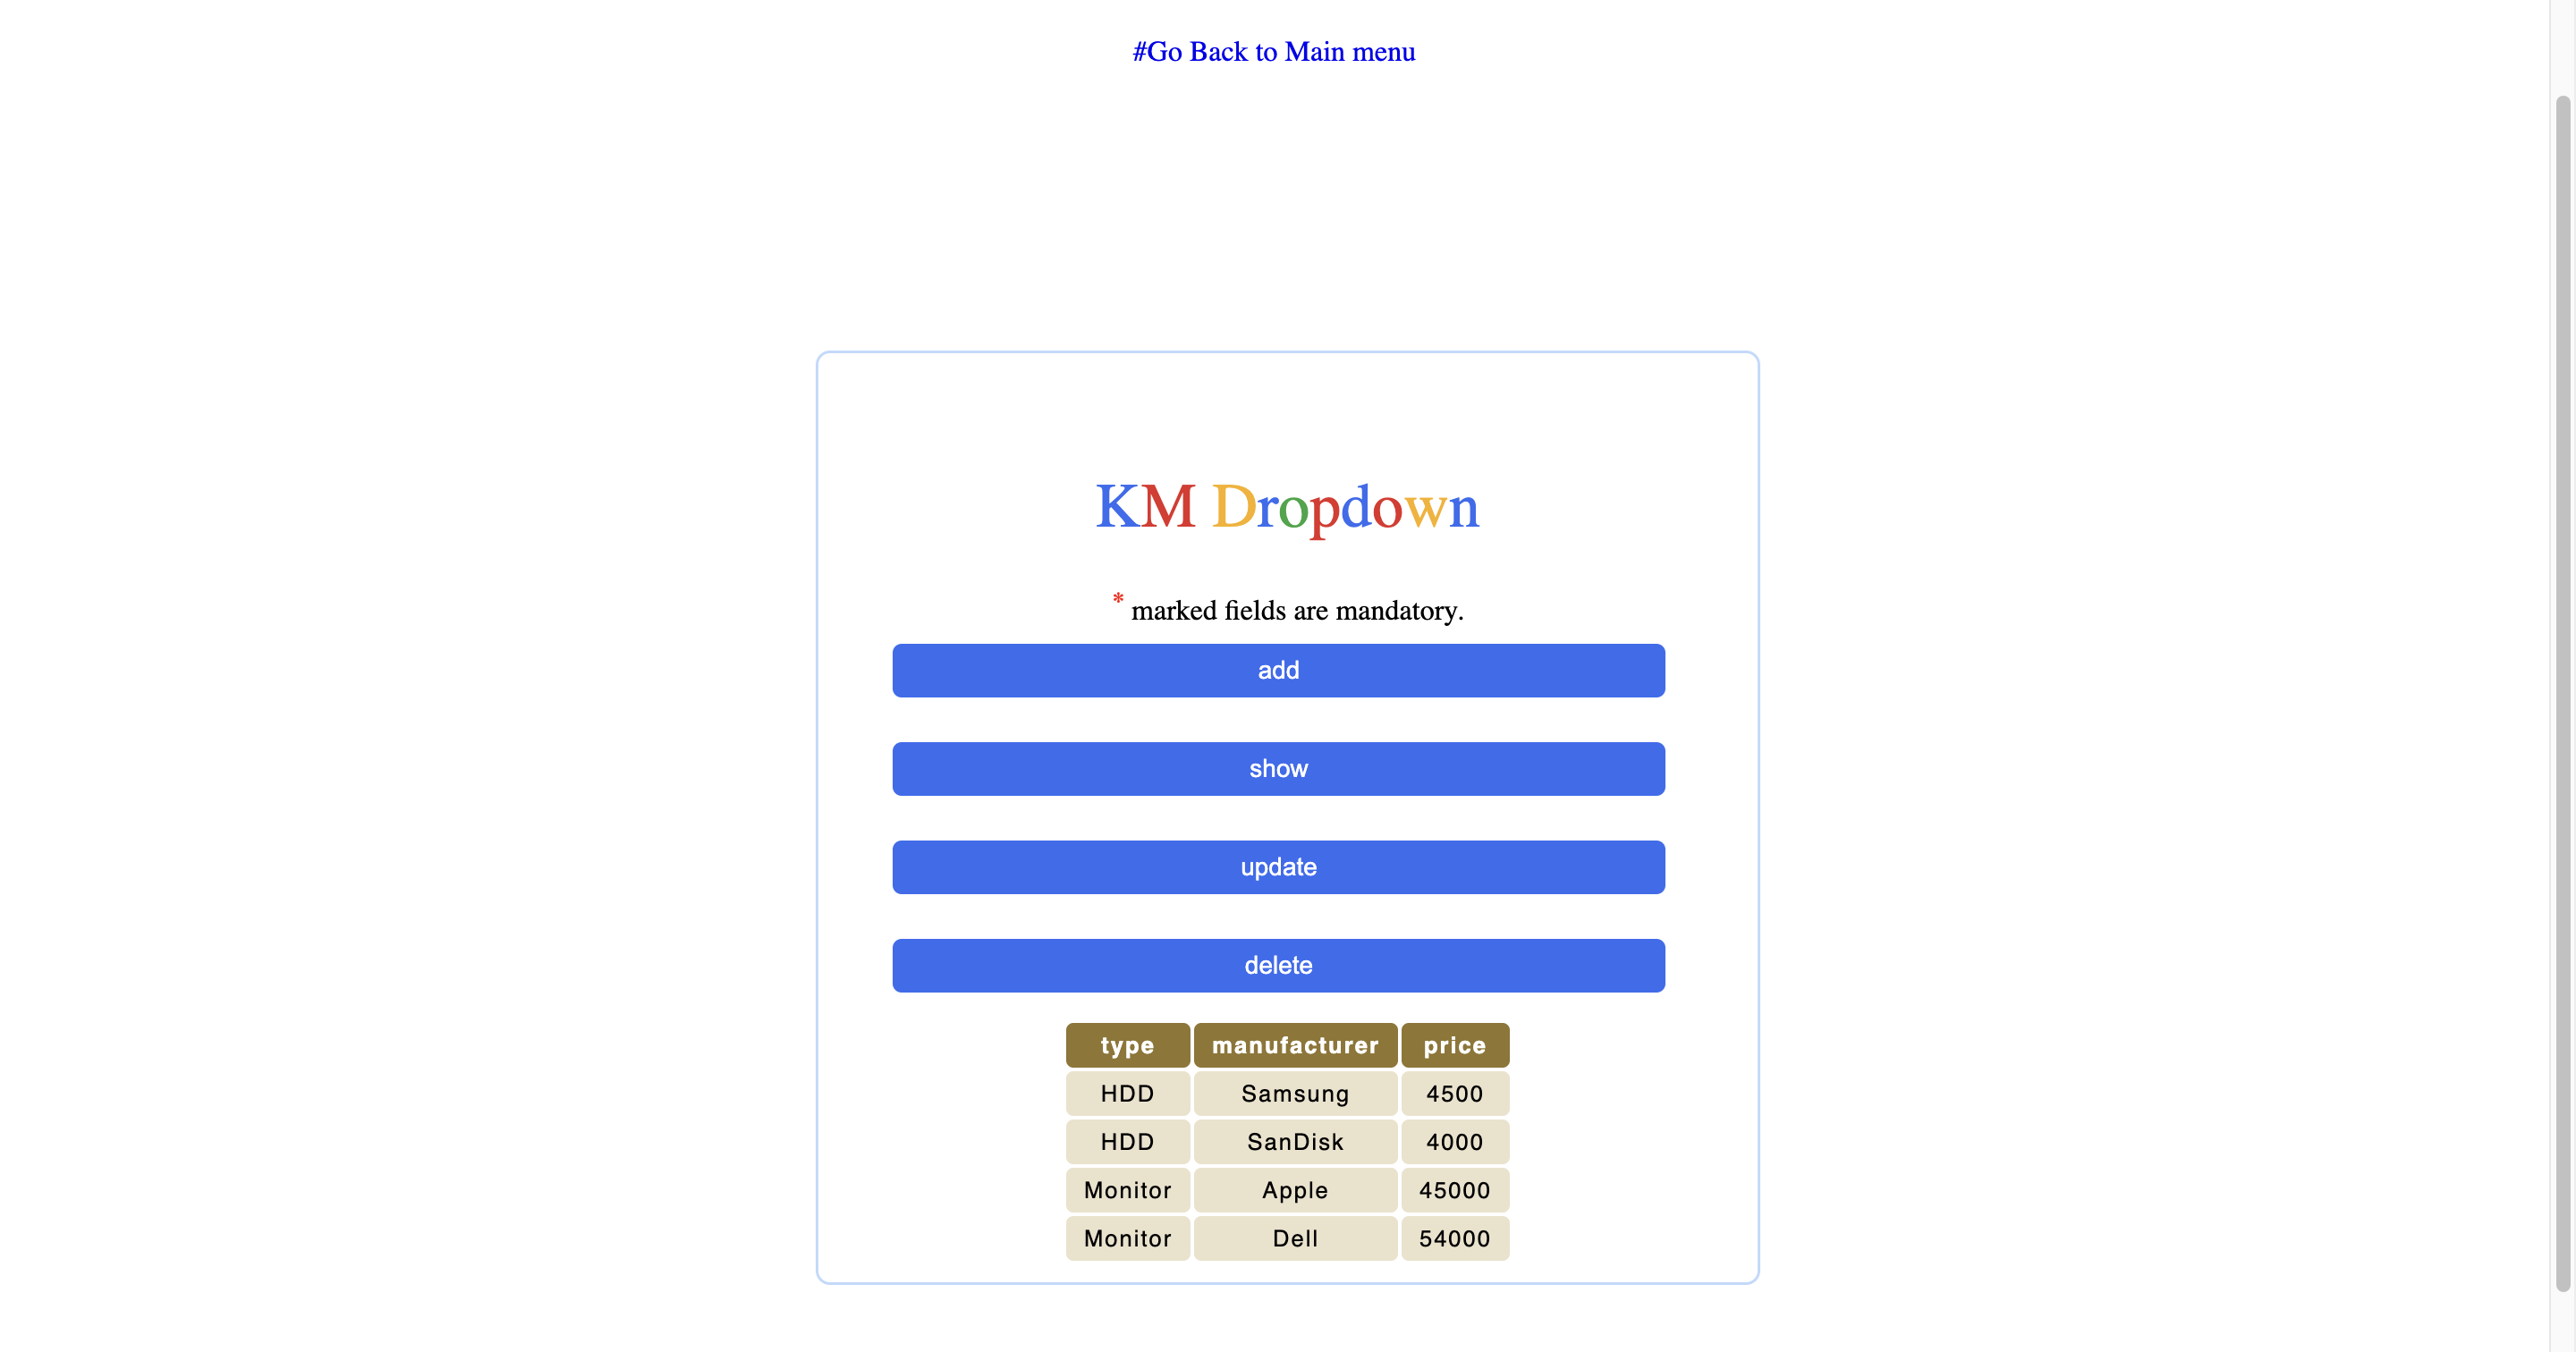 #Go Back to Main menu
KM Dropdown
* marked fields are mandatory.
add
show
update
delete
type manufacturer price
HDD Samsung 4500
HDD SanDisk 4000
Monitor Apple 45000
Monitor Dell 54000